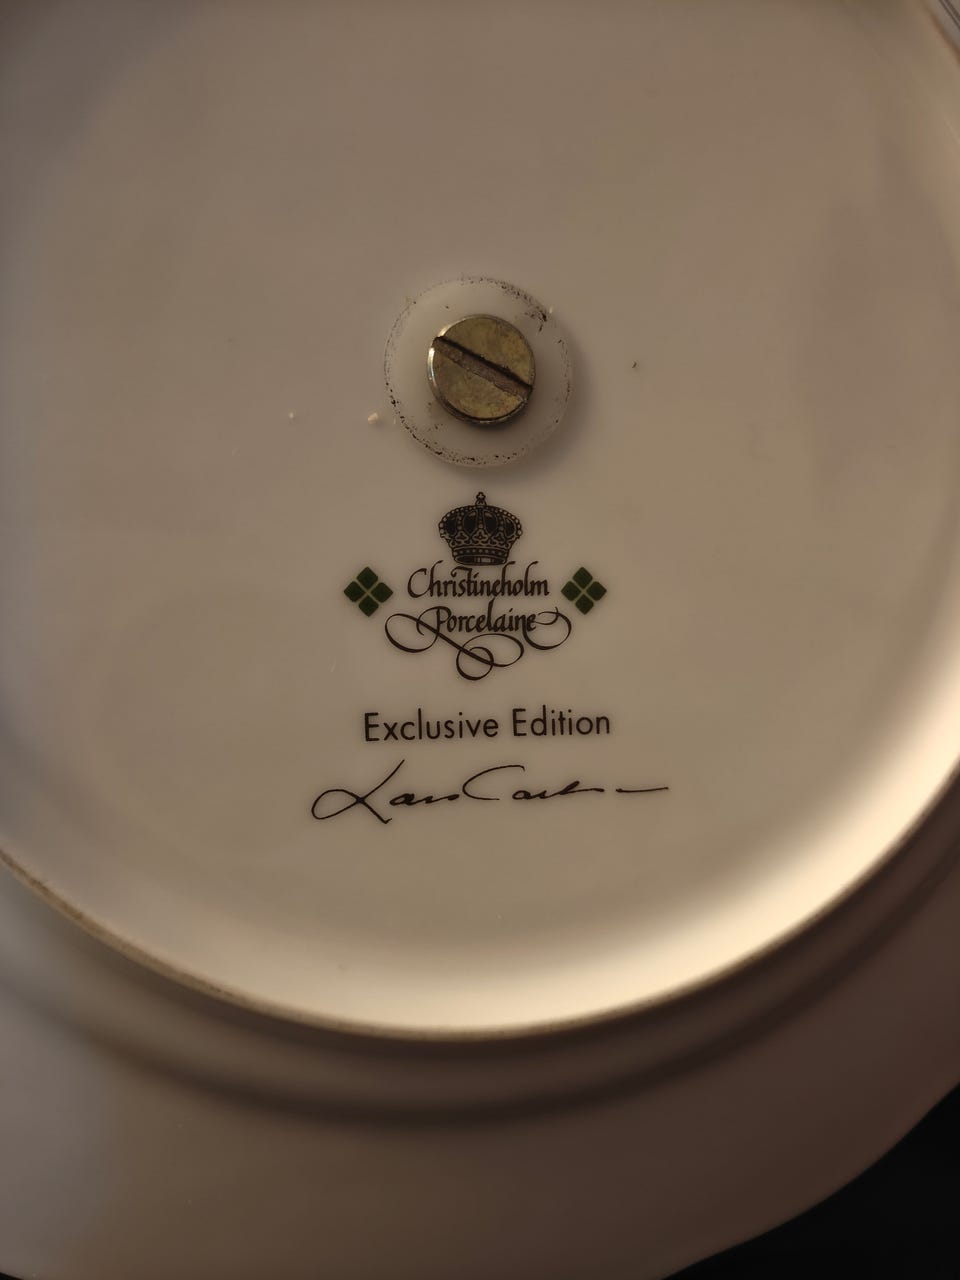 Christineholm
Porcelaine
Exclusive Edition